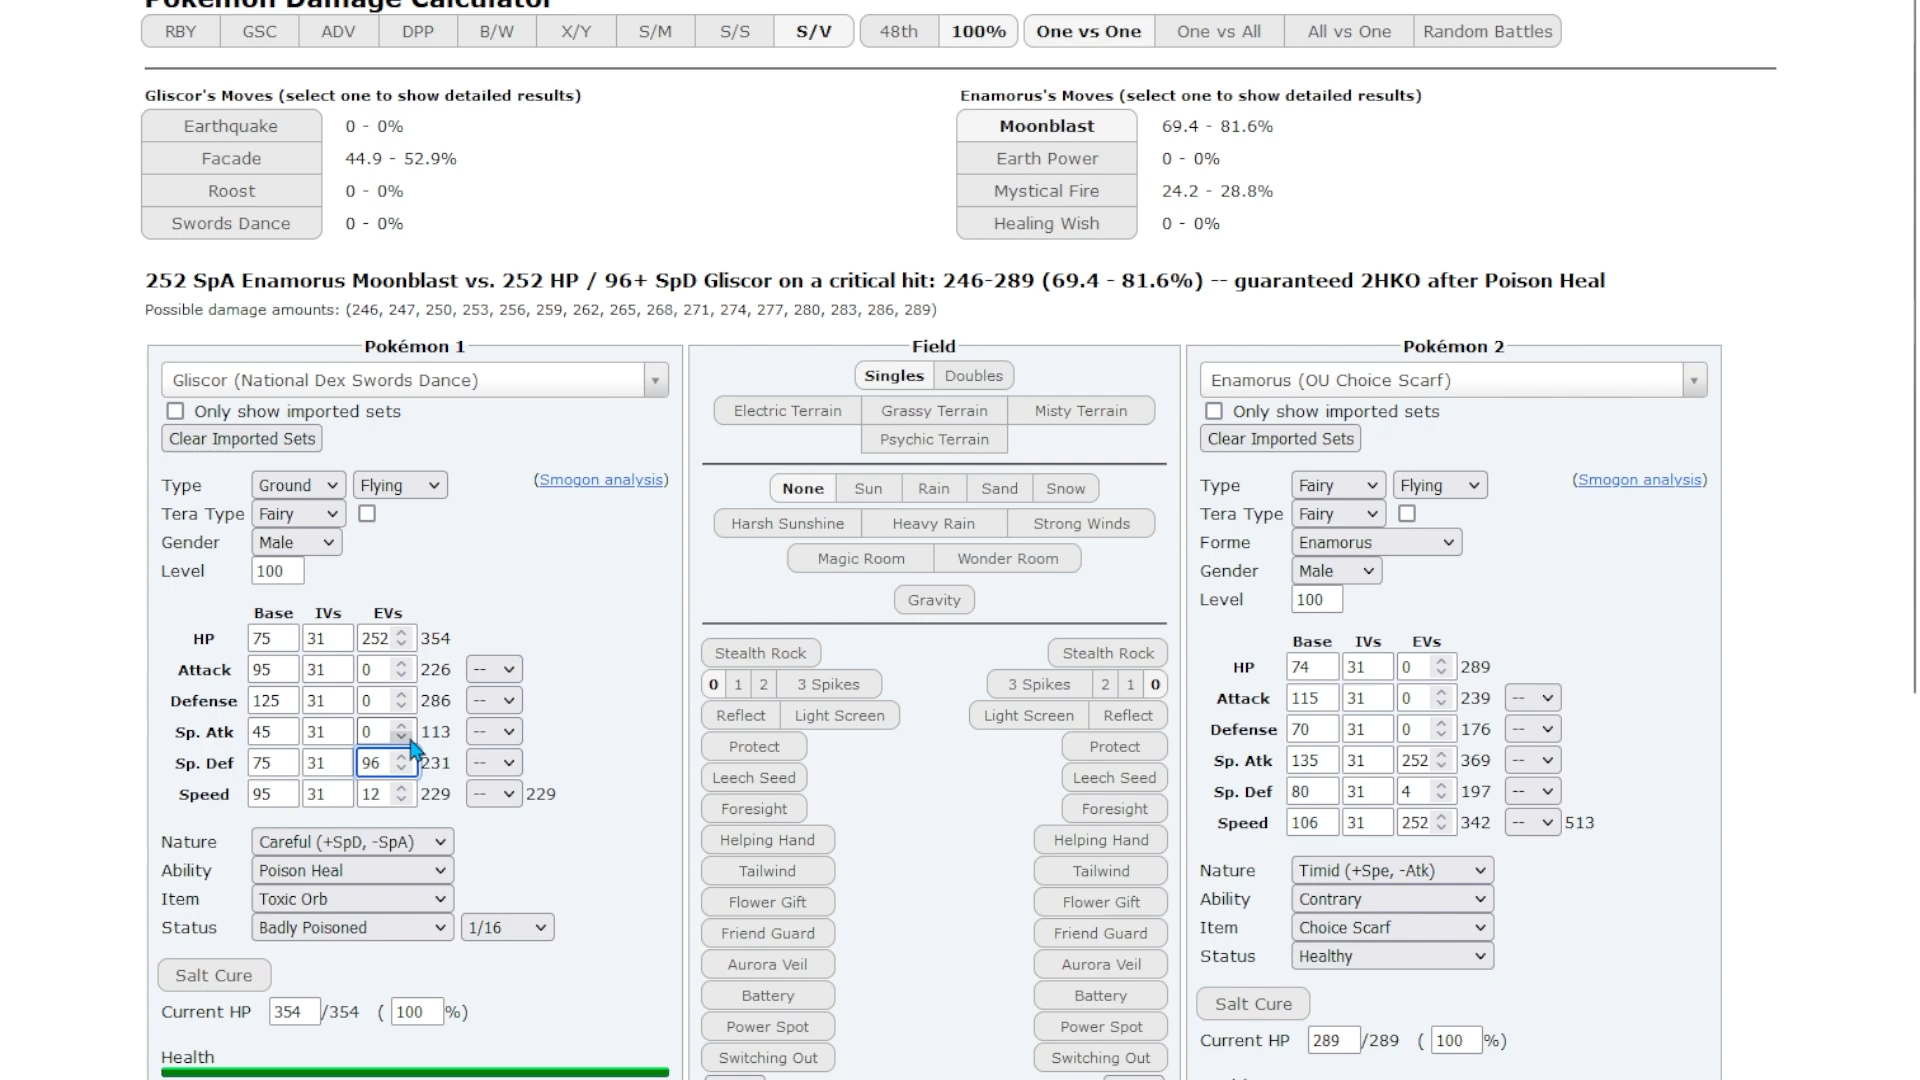 Pokémon Damage Calculator
RBY GSC ADV DPP B/W X/Y S/M S/S S/V 48th 100% One vs One One vs All All vs One Random Battles
Gliscor's Moves (select one to show detailed results)
Earthquake 0 - 0%
Facade 44.9 - 52.9%
Roost 0 - 0%
Swords Dance 0 - 0%
Enamorus's Moves (select one to show detailed results)
Moonblast 69.4 - 81.6%
Earth Power 0 - 0%
Mystical Fire 24.2 - 28.8%
Healing Wish 0 - 0%
252 SpA Enamorus Moonblast vs. 252 HP / 96+ SpD Gliscor on a critical hit: 246-289 (69.4 - 81.6%) -- guaranteed 2HKO after Poison Heal
Possible damage amounts: (246, 247, 250, 253, 256, 259, 262, 265, 268, 271, 274, 277, 280, 283, 286, 289)
Pokémon 1
Gliscor (National Dex Swords Dance)
Only show imported sets
Clear Imported Sets
Type Ground Flying (Smogon analysis)
Tera Type Fairy
Gender Male
Level 100
Base IVs EVs
HP 75 31 252 354
Attack 95 31 0 226 --
Defense 125 31 0 286 --
Sp. Atk 45 31 0 113 --
Sp. Def 75 31 96 231 --
Speed 95 31 12 229 -- 229
Nature Careful (+SpD, -SpA)
Ability Poison Heal
Item Toxic Orb
Status Badly Poisoned 1/16
Salt Cure
Current HP 354 /354 ( 100 %)
Health
Field
Singles Doubles
Electric Terrain Grassy Terrain Misty Terrain
Psychic Terrain
None Sun Rain Sand Snow
Harsh Sunshine Heavy Rain Strong Winds
Magic Room Wonder Room
Gravity
Stealth Rock Stealth Rock
0 1 2 3 Spikes 3 Spikes 2 1 0
Reflect Light Screen Light Screen Reflect
Protect Protect
Leech Seed Leech Seed
Foresight Foresight
Helping Hand Helping Hand
Tailwind Tailwind
Flower Gift Flower Gift
Friend Guard Friend Guard
Aurora Veil Aurora Veil
Battery Battery
Power Spot Power Spot
Switching Out Switching Out
Pokémon 2
Enamorus (OU Choice Scarf)
Only show imported sets
Clear Imported Sets
Type Fairy Flying (Smogon analysis)
Tera Type Fairy
Forme Enamorus
Gender Male
Level 100
Base IVs EVs
HP 74 31 0 289
Attack 115 31 0 239 --
Defense 70 31 0 176 --
Sp. Atk 135 31 252 369 --
Sp. Def 80 31 4 197 --
Speed 106 31 252 342 -- 513
Nature Timid (+Spe, -Atk)
Ability Contrary
Item Choice Scarf
Status Healthy
Salt Cure
Current HP 289 /289 ( 100 %)